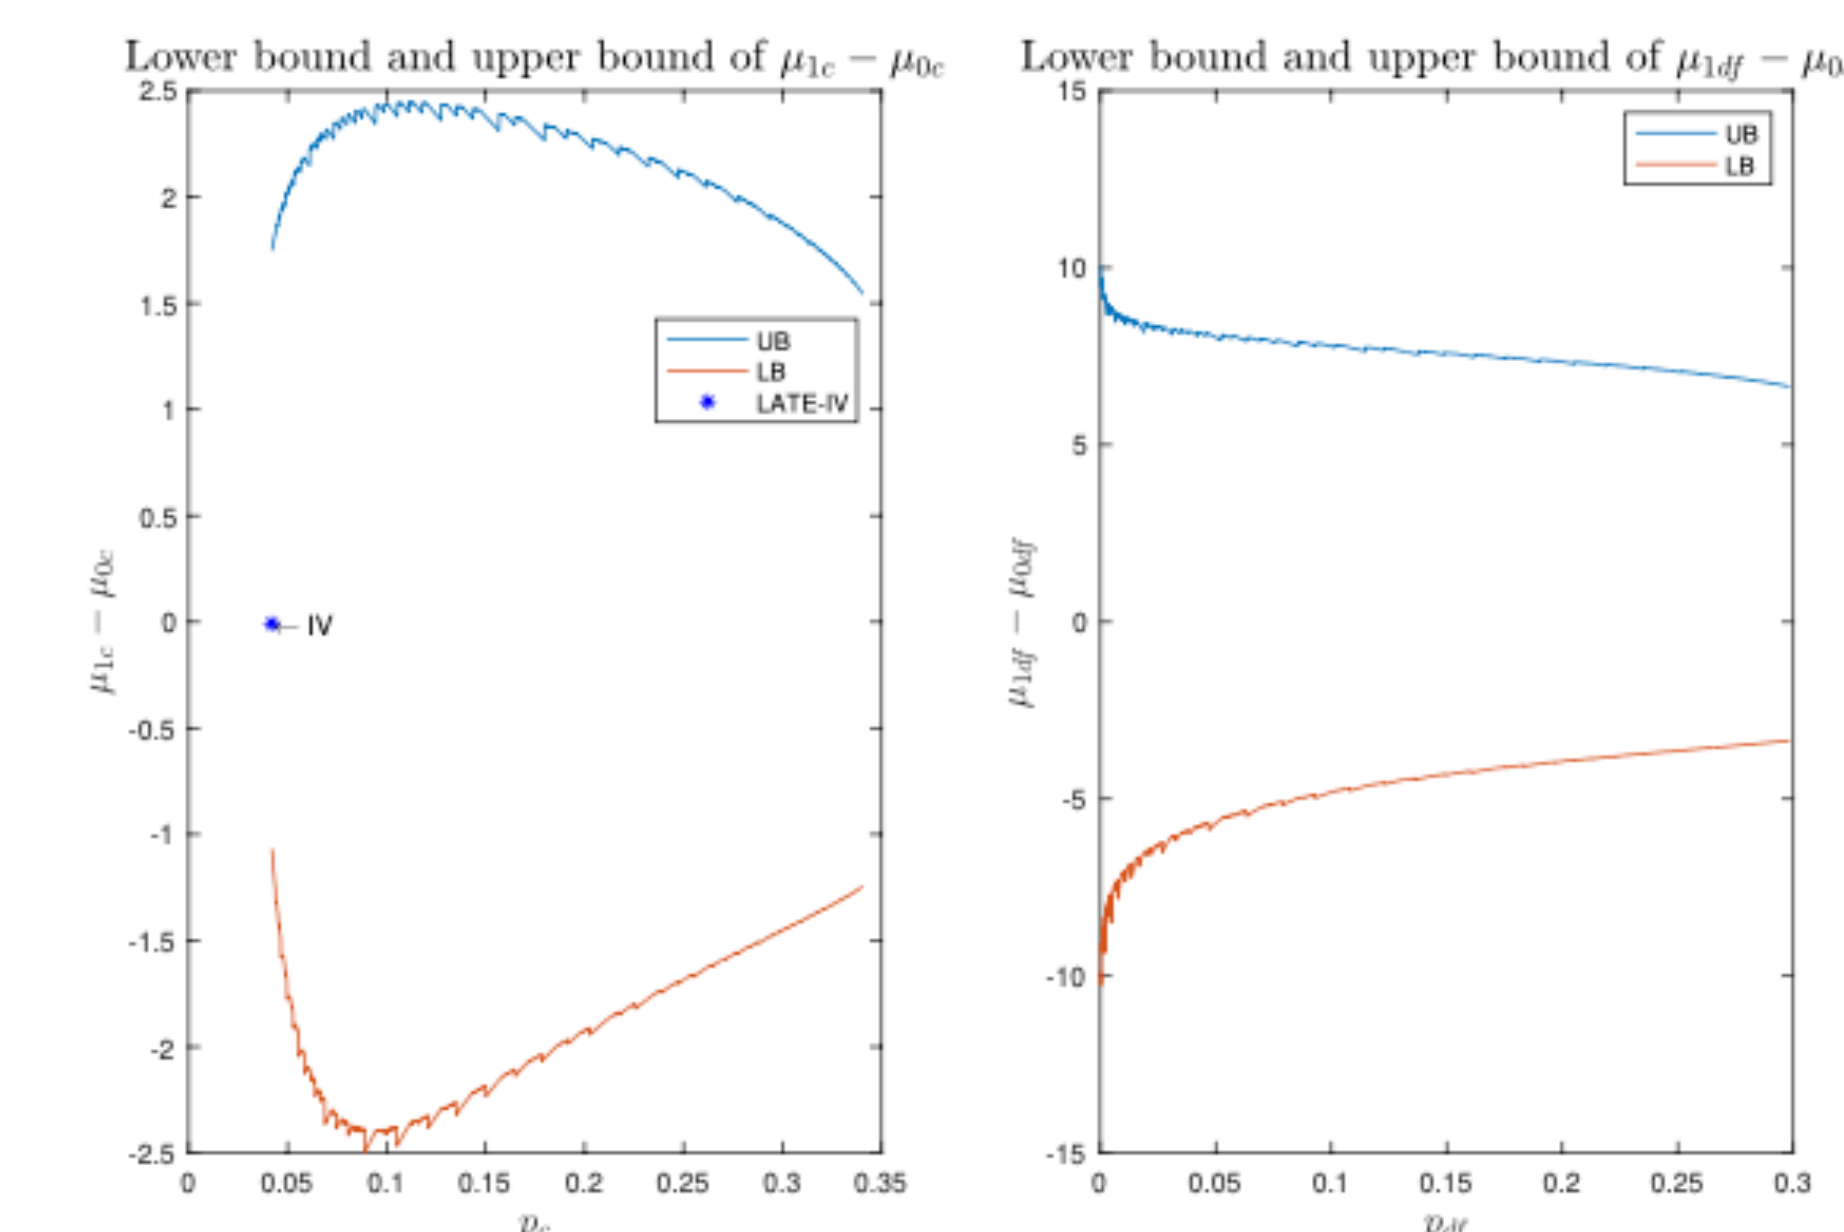 Lower bound and upper bound of μ1c − μ0c
2.5
2
1.5
1
0.5
0
-0.5
-1
-1.5
-2
-2.5
μ1c − μ0c
UB
LB
LATE-IV
← IV
0 0.05 0.1 0.15 0.2 0.25 0.3 0.35
pc
Lower bound and upper bound of μ1df − μ0
15
10
5
0
-5
-10
-15
μ1df − μ0df
UB
LB
0 0.05 0.1 0.15 0.2 0.25 0.3
pdf